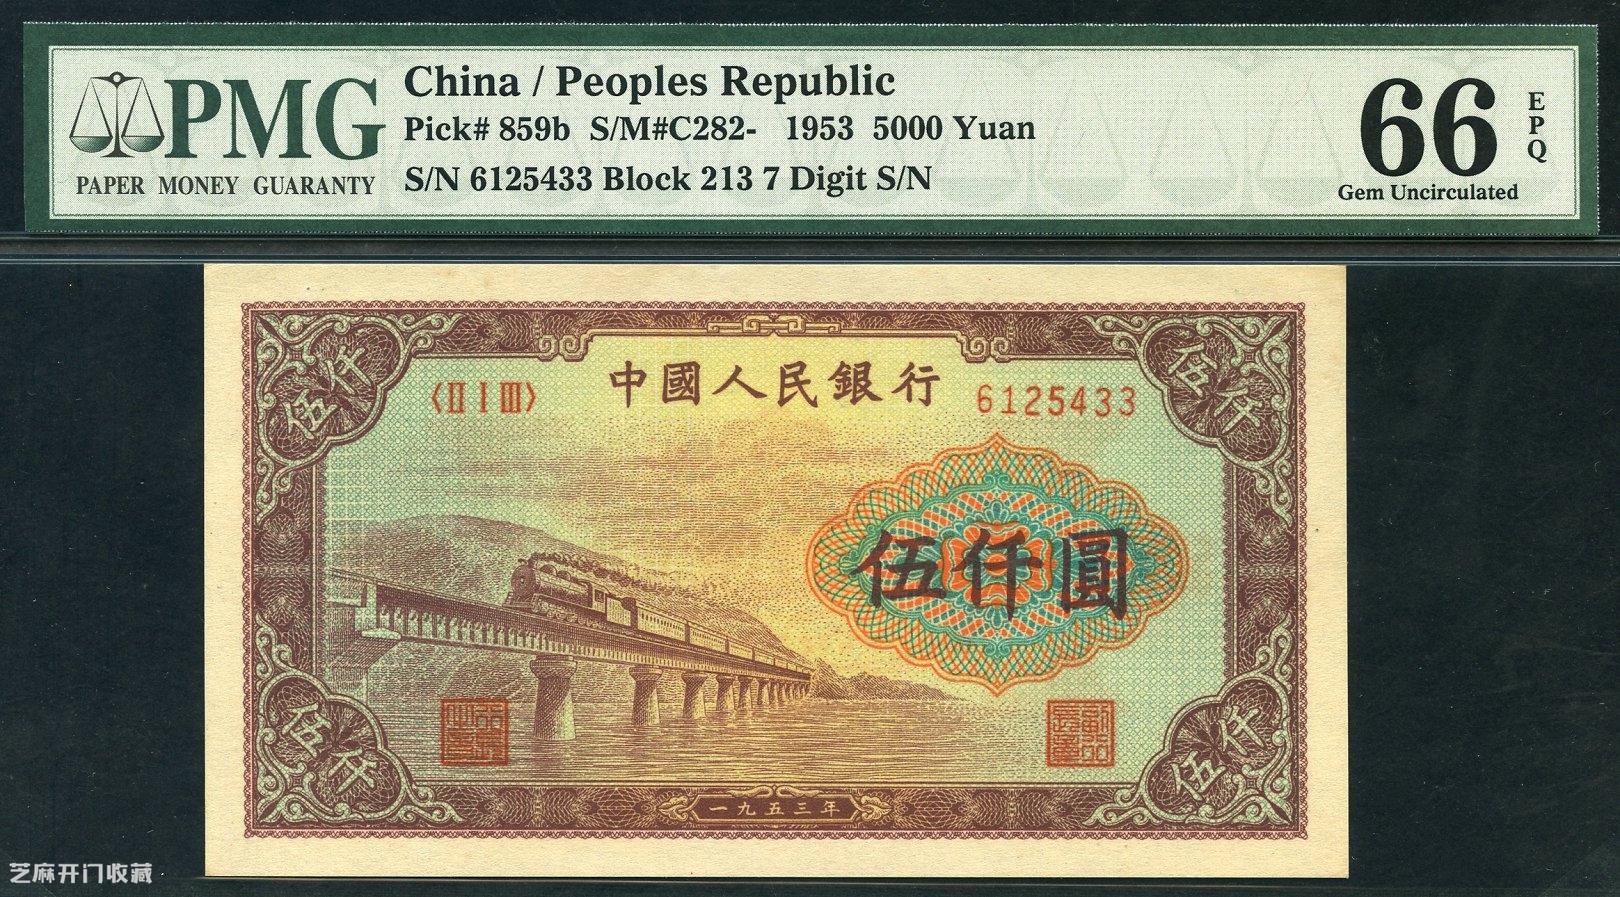 PMG
PAPER MONEY GUARANTY
China / Peoples Republic
Pick# 859b S/M#C282- 1953 5000 Yuan
S/N 6125433 Block 213 7 Digit S/N
66
EPQ
Gem Uncirculated
伍仟
伍仟
中國人民銀行
〈II I III〉
6125433
伍仟圓
伍仟
伍仟
一九五三年
芝麻开门收藏